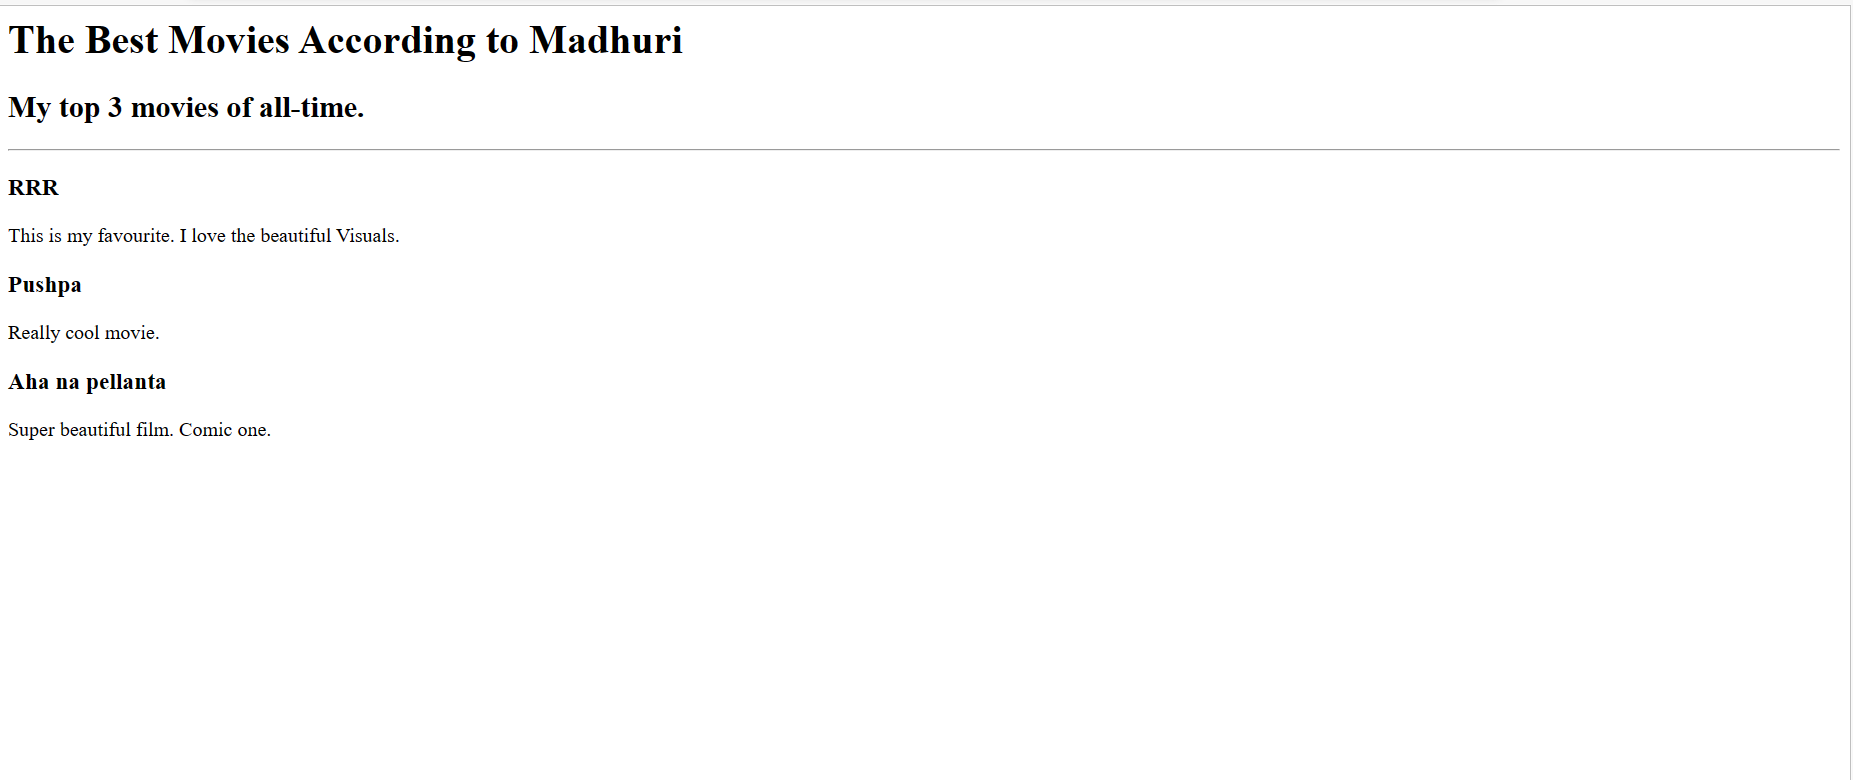 The Best Movies According to Madhuri
My top 3 movies of all-time.
RRR
This is my favourite. I love the beautiful Visuals.
Pushpa
Really cool movie.
Aha na pellanta
Super beautiful film. Comic one.